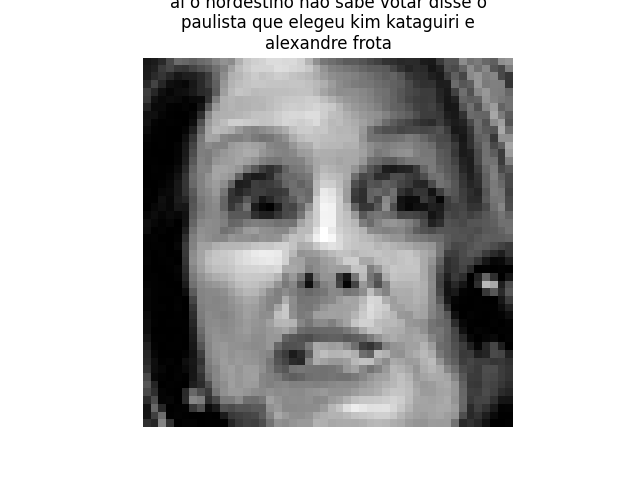 aí o nordestino não sabe votar disse o
paulista que elegeu kim kataguiri e
alexandre frota